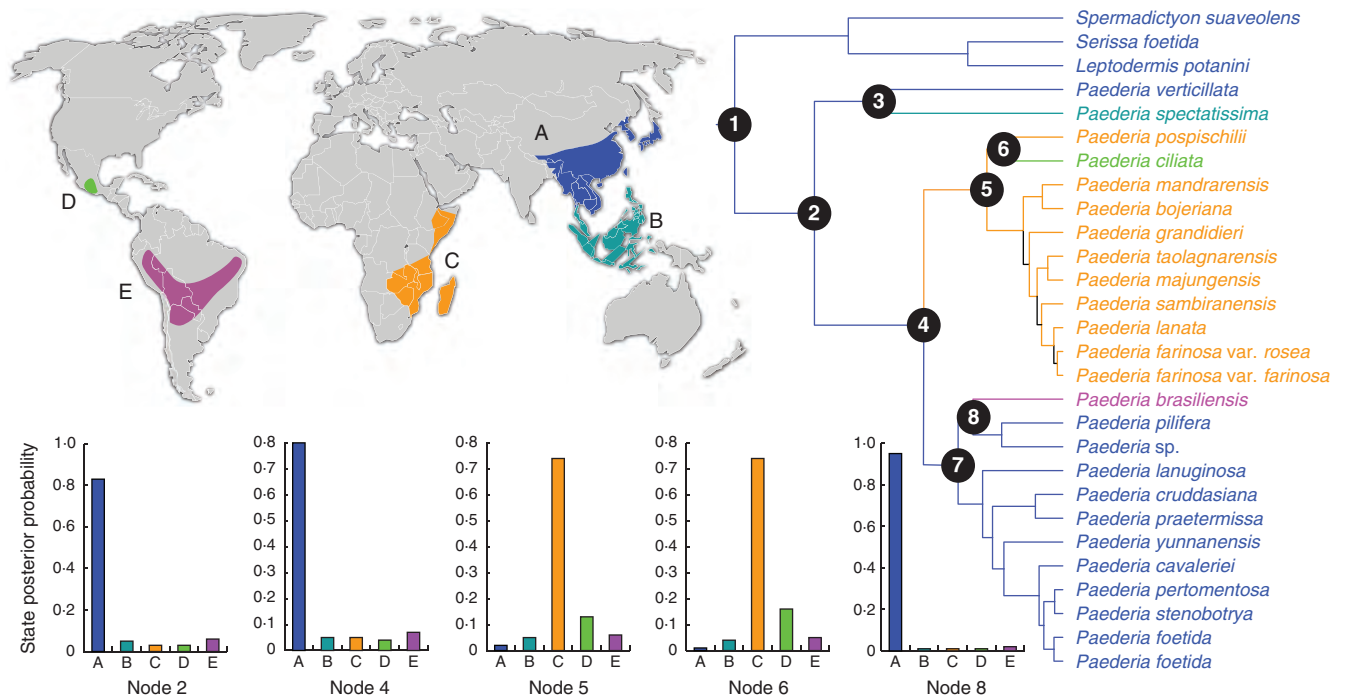 A
B
C
D
E
1
2
3
4
5
6
7
8
Spermadictyon suaveolens
Serissa foetida
Leptodermis potanini
Paederia verticillata
Paederia spectatissima
Paederia pospischilii
Paederia ciliata
Paederia mandrarensis
Paederia bojeriana
Paederia grandidieri
Paederia taolagnarensis
Paederia majungensis
Paederia sambiranensis
Paederia lanata
Paederia farinosa var. rosea
Paederia farinosa var. farinosa
Paederia brasiliensis
Paederia pilifera
Paederia sp.
Paederia lanuginosa
Paederia cruddasiana
Paederia praetermissa
Paederia yunnanensis
Paederia cavaleriei
Paederia pertomentosa
Paederia stenobotrya
Paederia foetida
Paederia foetida
State posterior probability
1·0
0·8
0·6
0·4
0·2
0
A B C D E
Node 2
0·8
0·7
0·6
0·5
0·4
0·3
0·2
0·1
0
A B C D E
Node 4
0·8
0·7
0·6
0·5
0·4
0·3
0·2
0·1
0
A B C D E
Node 5
0·8
0·7
0·6
0·5
0·4
0·3
0·2
0·1
0
A B C D E
Node 6
1·0
0·8
0·6
0·4
0·2
0
A B C D E
Node 8